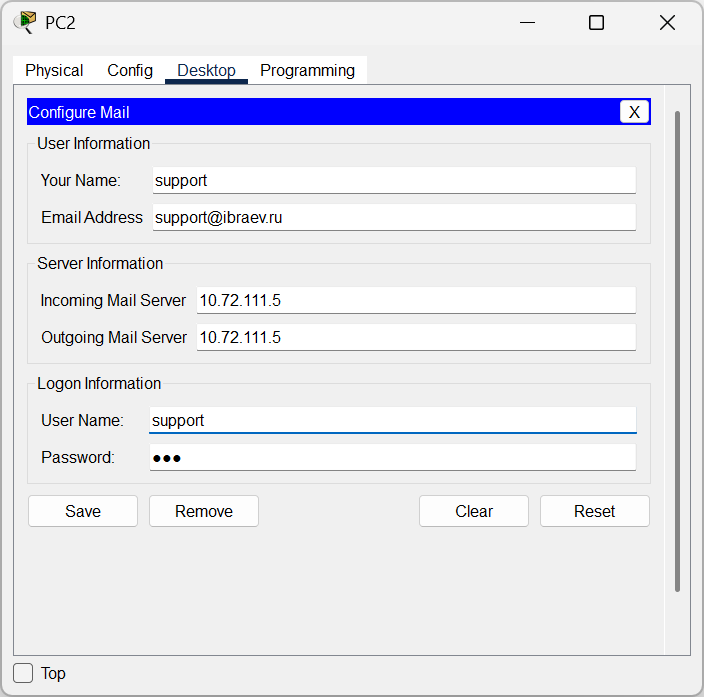 PC2
Physical Config Desktop Programming
Configure Mail X
User Information
Your Name: support
Email Address support@ibraev.ru
Server Information
Incoming Mail Server 10.72.111.5
Outgoing Mail Server 10.72.111.5
Logon Information
User Name: support
Password: ●●●
Save Remove Clear Reset
Top